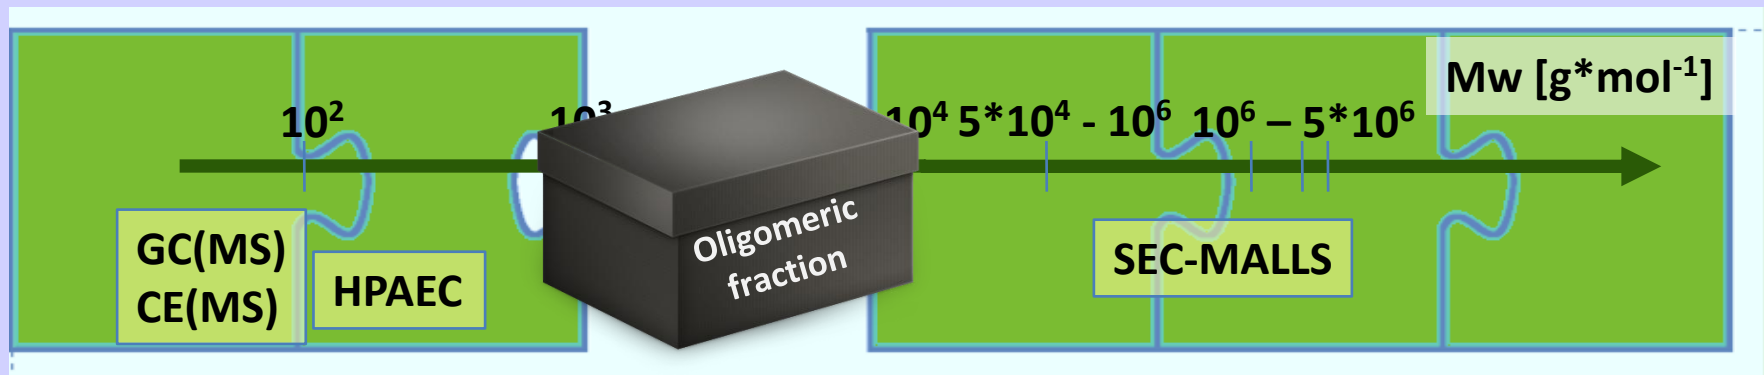 Mw [g*mol⁻¹]
10² 10³ 10⁴ 5*10⁴ - 10⁶ 10⁶ – 5*10⁶
GC(MS)
CE(MS)
HPAEC
Oligomeric
fraction
SEC-MALLS